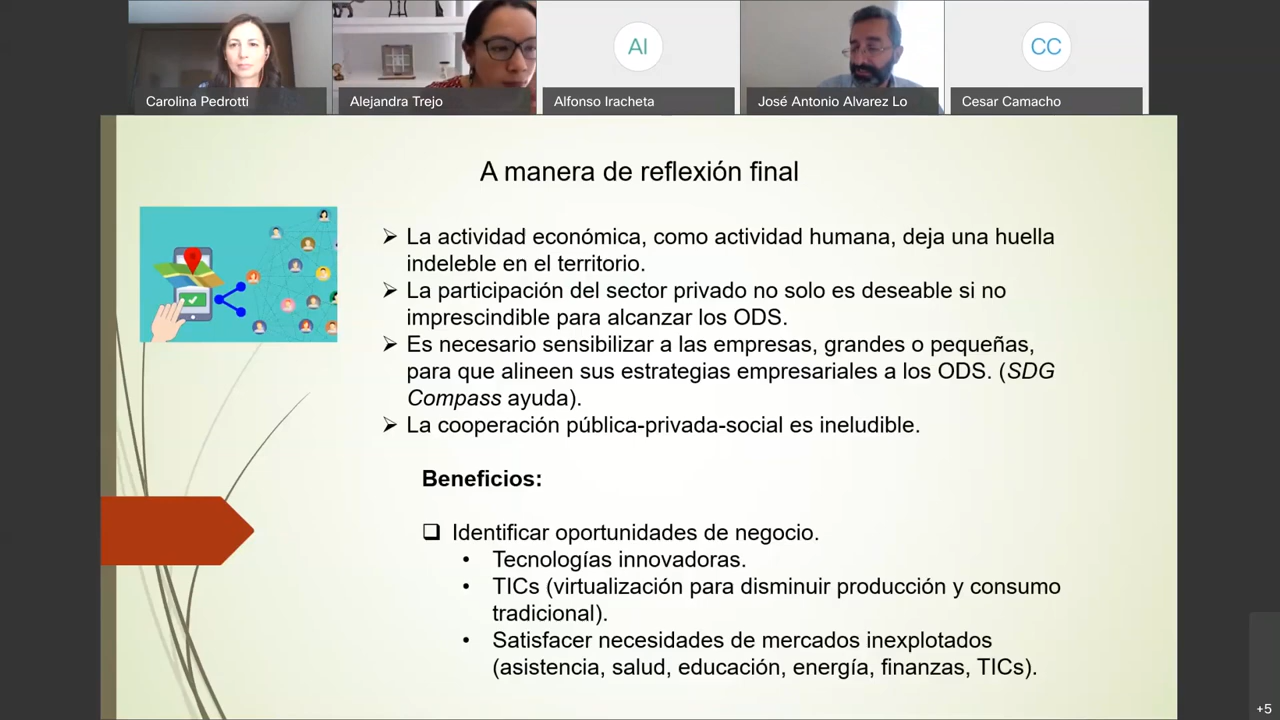 AI
CC
Carolina Pedrotti
Alejandra Trejo
Alfonso Iracheta
José Antonio Alvarez Lo
Cesar Camacho
A manera de reflexión final
La actividad económica, como actividad humana, deja una huella
indeleble en el territorio.
La participación del sector privado no solo es deseable si no
imprescindible para alcanzar los ODS.
Es necesario sensibilizar a las empresas, grandes o pequeñas,
para que alineen sus estrategias empresariales a los ODS. (SDG
Compass ayuda).
La cooperación pública-privada-social es ineludible.
Beneficios:
Identificar oportunidades de negocio.
• Tecnologías innovadoras.
• TICs (virtualización para disminuir producción y consumo
tradicional).
• Satisfacer necesidades de mercados inexplotados
(asistencia, salud, educación, energía, finanzas, TICs).
+5